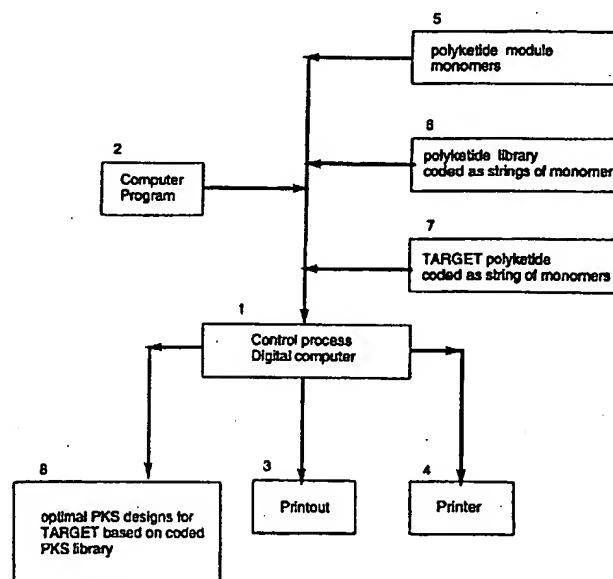 5
polyketide module
monomers
6
polyketide library
coded as strings of monomer
2
Computer
Program
7
TARGET polyketide
coded as string of monomers
1
Control process
Digital computer
8
optimal PKS designs for
TARGET based on coded
PKS library
3
Printout
4
Printer